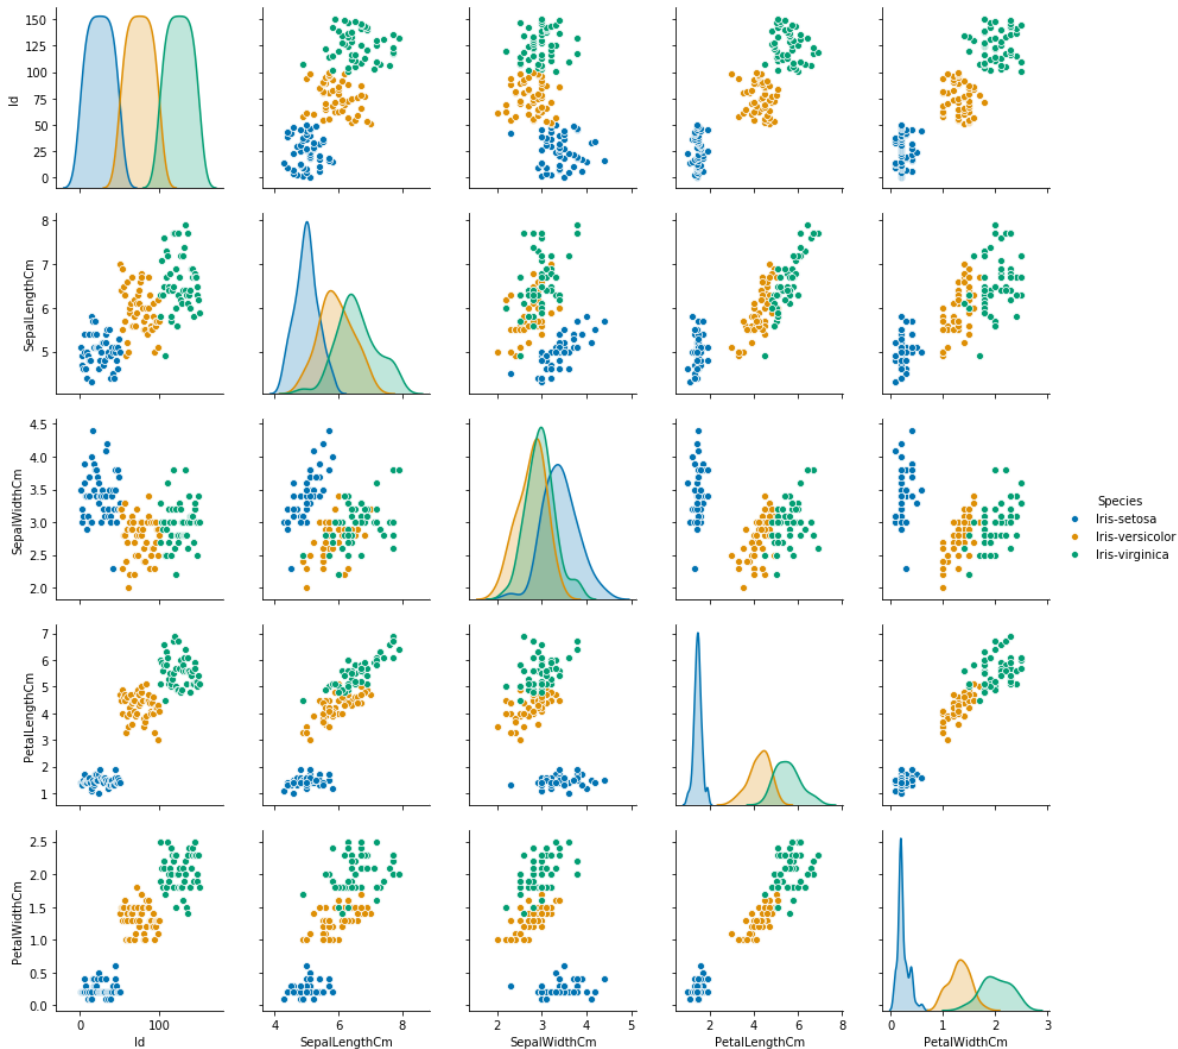 150
125
100
75
50
25
0
Id
8
7
6
5
SepalLengthCm
4.5
4.0
3.5
3.0
2.5
2.0
SepalWidthCm
Species
Iris-setosa
Iris-versicolor
Iris-virginica
7
6
5
4
3
2
1
PetalLengthCm
2.5
2.0
1.5
1.0
0.5
0.0
PetalWidthCm
0 100
Id
4 6 8
SepalLengthCm
2 3 4 5
SepalWidthCm
2 4 6 8
PetalLengthCm
0 1 2 3
PetalWidthCm